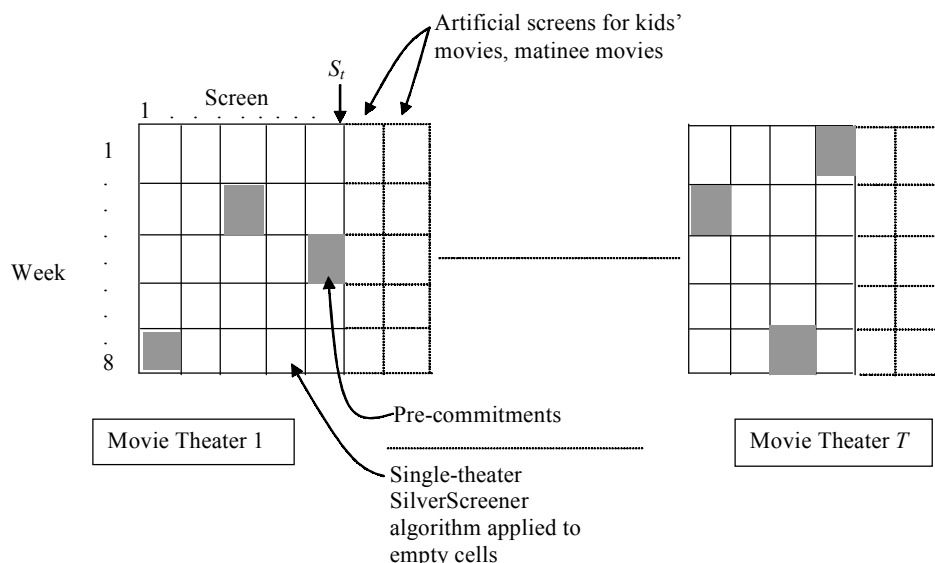 Artificial screens for kids’
movies, matinee movies
S_t
Screen
1 . . . . . . . .
1
.
.
.
Week
.
.
8
Pre-commitments
Movie Theater 1
Movie Theater T
Single-theater
SilverScreener
algorithm applied to
empty cells